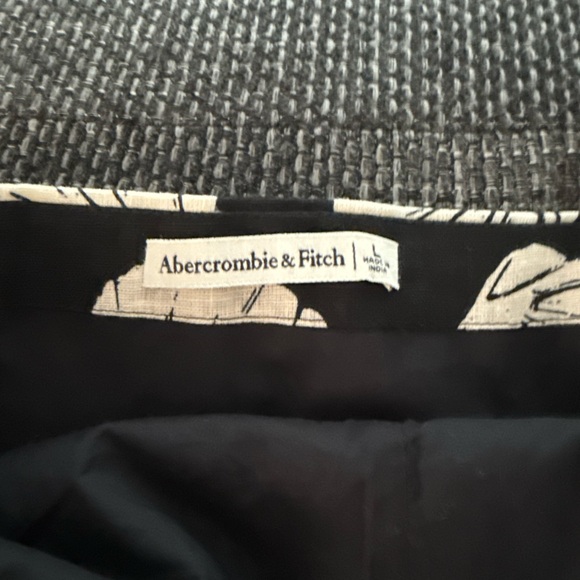 Abercrombie & Fitch
L
MADE IN
INDIA